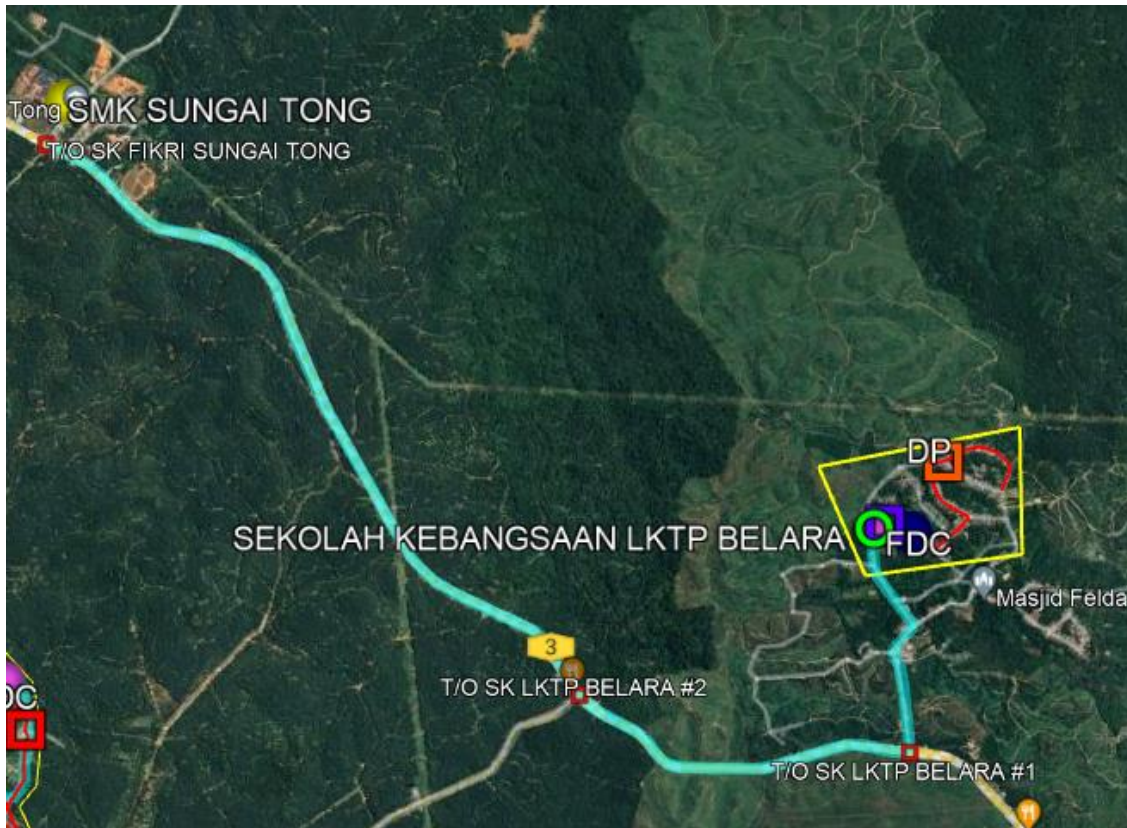 Tong
SMK SUNGAI TONG
T/O SK FIKRI SUNGAI TONG
DP
SEKOLAH KEBANGSAAN LKTP BELARA
FDC
Masjid Felda
3
T/O SK LKTP BELARA #2
DC
T/O SK LKTP BELARA #1